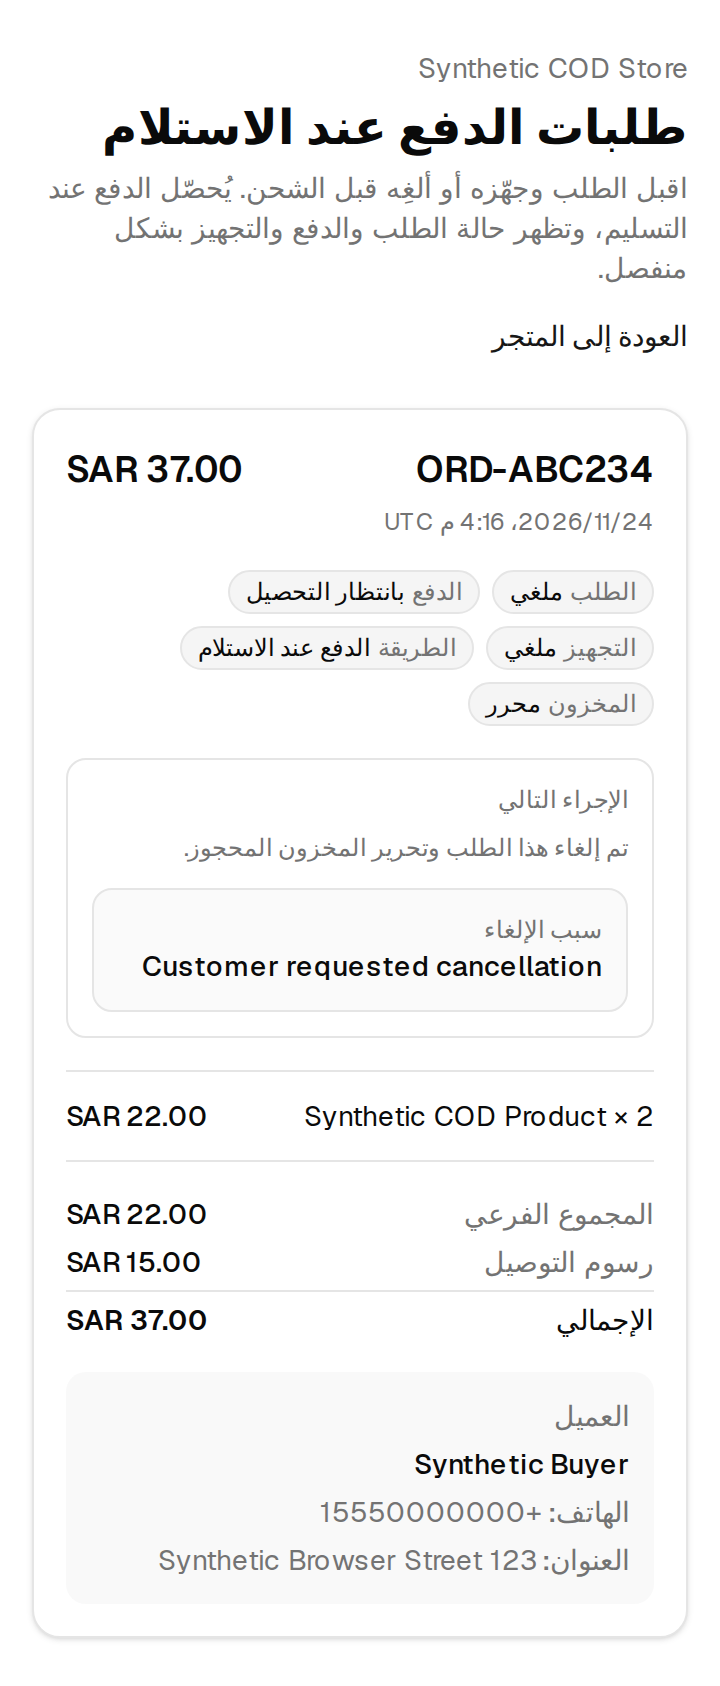 Synthetic COD Store
طلبات الدفع عند الاستلام
اقبل الطلب وجهّزه أو ألغِه قبل الشحن. يُحصّل الدفع عند
التسليم، وتظهر حالة الطلب والدفع والتجهيز بشكل
منفصل.
العودة إلى المتجر
ORD-ABC234 SAR 37.00
2026/11/24، 4:16 م UTC
الطلب ملغي الدفع بانتظار التحصيل
التجهيز ملغي الطريقة الدفع عند الاستلام
المخزون محرر
الإجراء التالي
تم إلغاء هذا الطلب وتحرير المخزون المحجوز.
سبب الإلغاء
Customer requested cancellation
Synthetic COD Product × 2 SAR 22.00
المجموع الفرعي SAR 22.00
رسوم التوصيل SAR 15.00
الإجمالي SAR 37.00
العميل
Synthetic Buyer
الهاتف: 15550000000+
العنوان: Synthetic Browser Street 123